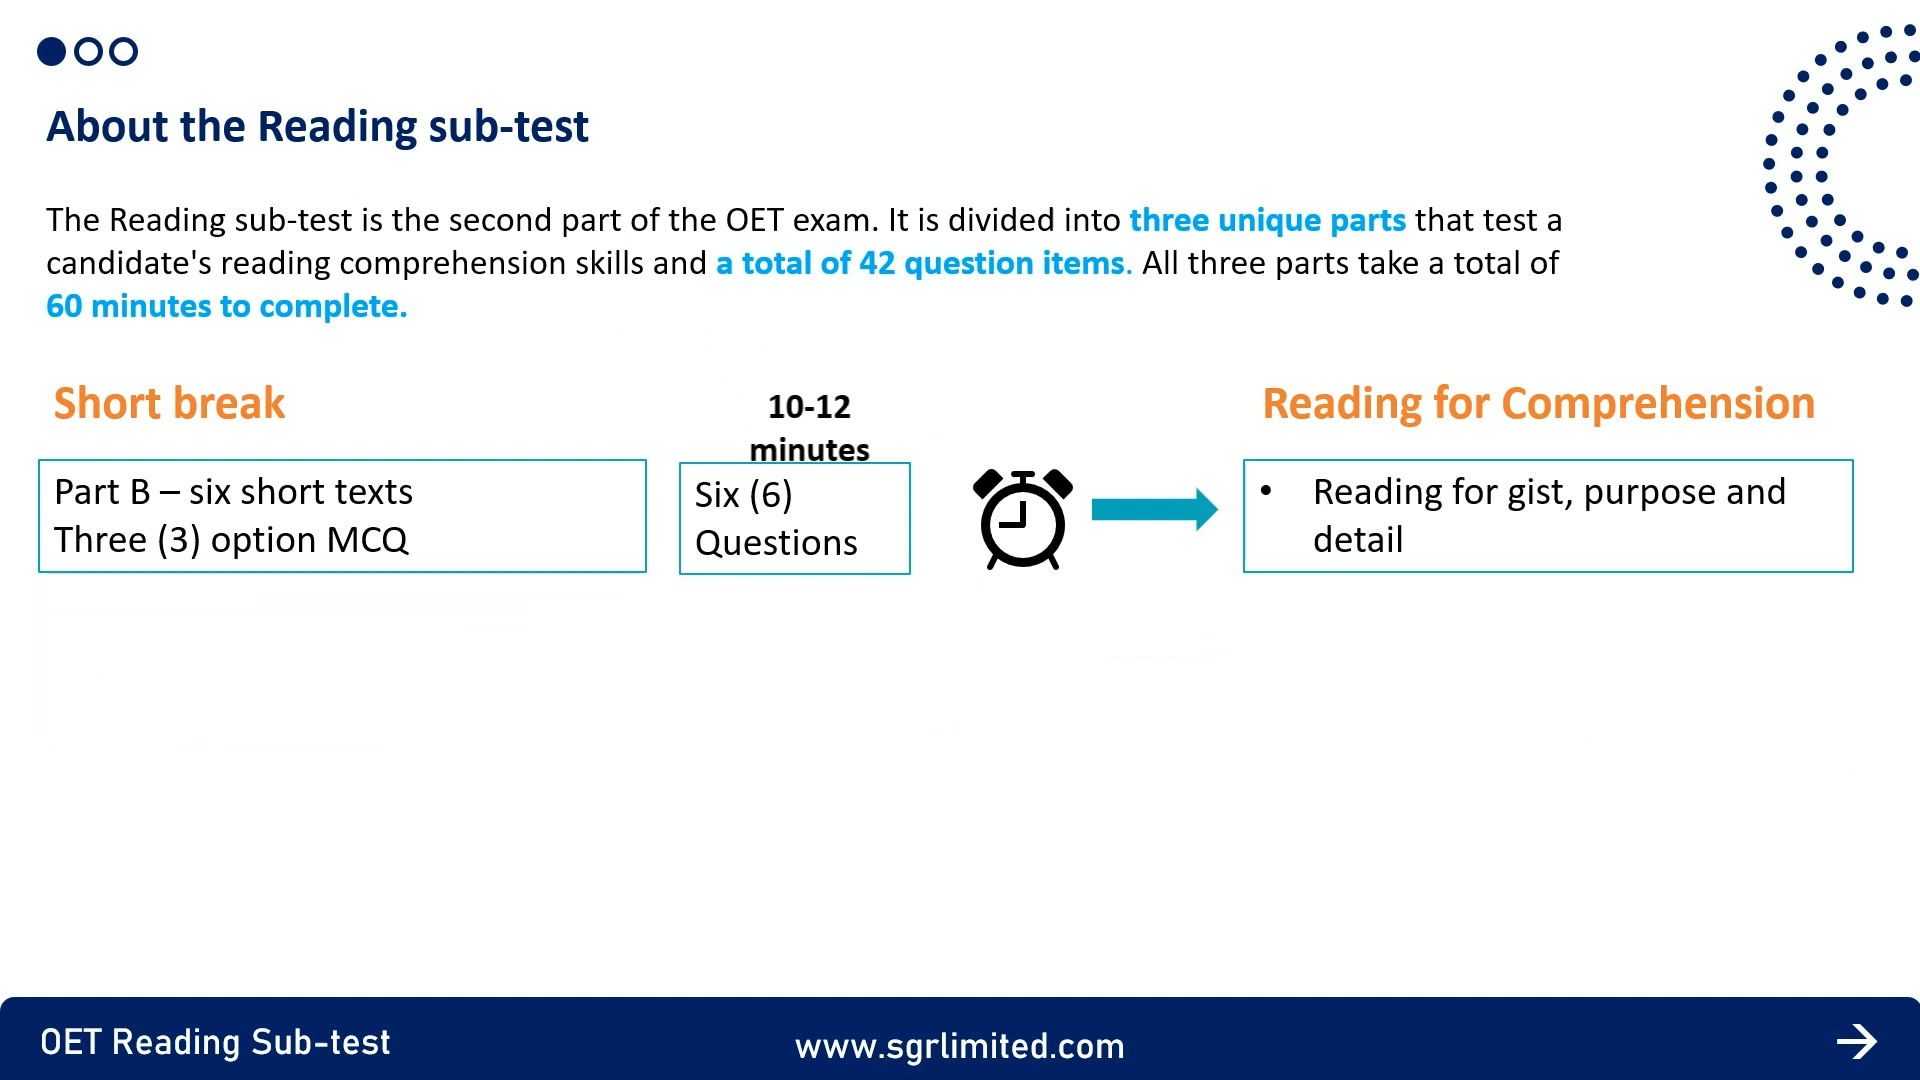 About the Reading sub-test
The Reading sub-test is the second part of the OET exam. It is divided into three unique parts that test a
candidate's reading comprehension skills and a total of 42 question items. All three parts take a total of
60 minutes to complete.
Short break
10-12
minutes
Reading for Comprehension
Part B – six short texts
Three (3) option MCQ
Six (6)
Questions
• Reading for gist, purpose and
detail
OET Reading Sub-test
www.sgrlimited.com